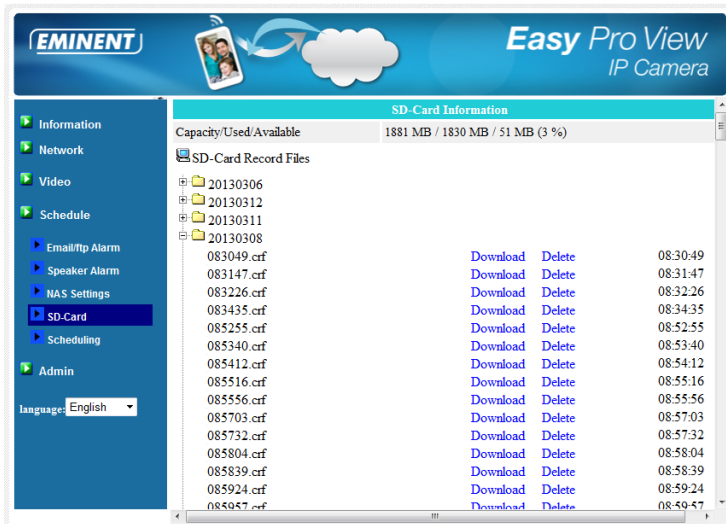 EMINENT
Easy Pro View
IP Camera
Information
Network
Video
Schedule
Email/ftp Alarm
Speaker Alarm
NAS Settings
SD-Card
Scheduling
Admin
language: English
SD-Card Information
Capacity/Used/Available 1881 MB / 1830 MB / 51 MB (3 %)
SD-Card Record Files
20130306
20130312
20130311
20130308
083049.crf Download Delete 08:30:49
083147.crf Download Delete 08:31:47
083226.crf Download Delete 08:32:26
083435.crf Download Delete 08:34:35
085255.crf Download Delete 08:52:55
085340.crf Download Delete 08:53:40
085412.crf Download Delete 08:54:12
085516.crf Download Delete 08:55:16
085556.crf Download Delete 08:55:56
085703.crf Download Delete 08:57:03
085732.crf Download Delete 08:57:32
085804.crf Download Delete 08:58:04
085839.crf Download Delete 08:58:39
085924.crf Download Delete 08:59:24
085957.crf Download Delete 08:59:57